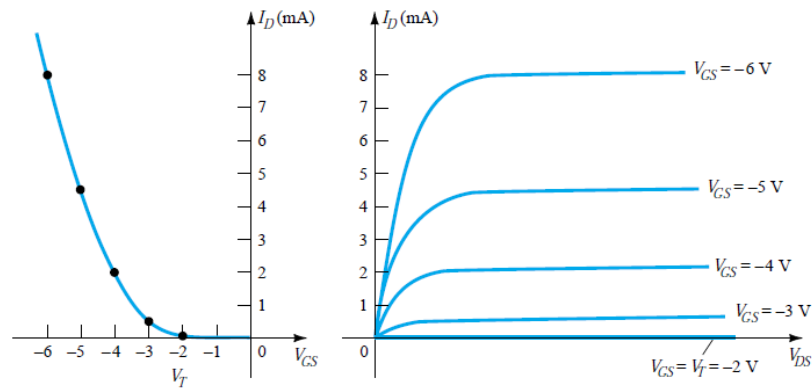 I_D (mA)
8
7
6
5
4
3
2
1
–6 –5 –4 –3 –2 –1 0 V_GS
V_T
I_D (mA)
8
7
6
5
4
3
2
1
0
V_GS = –6 V
V_GS = –5 V
V_GS = –4 V
V_GS = –3 V
V_GS = V_T = –2 V
V_DS